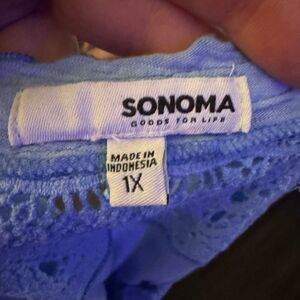 SONOMA
GOODS FOR LIFE
MADE IN
INDONESIA
1X